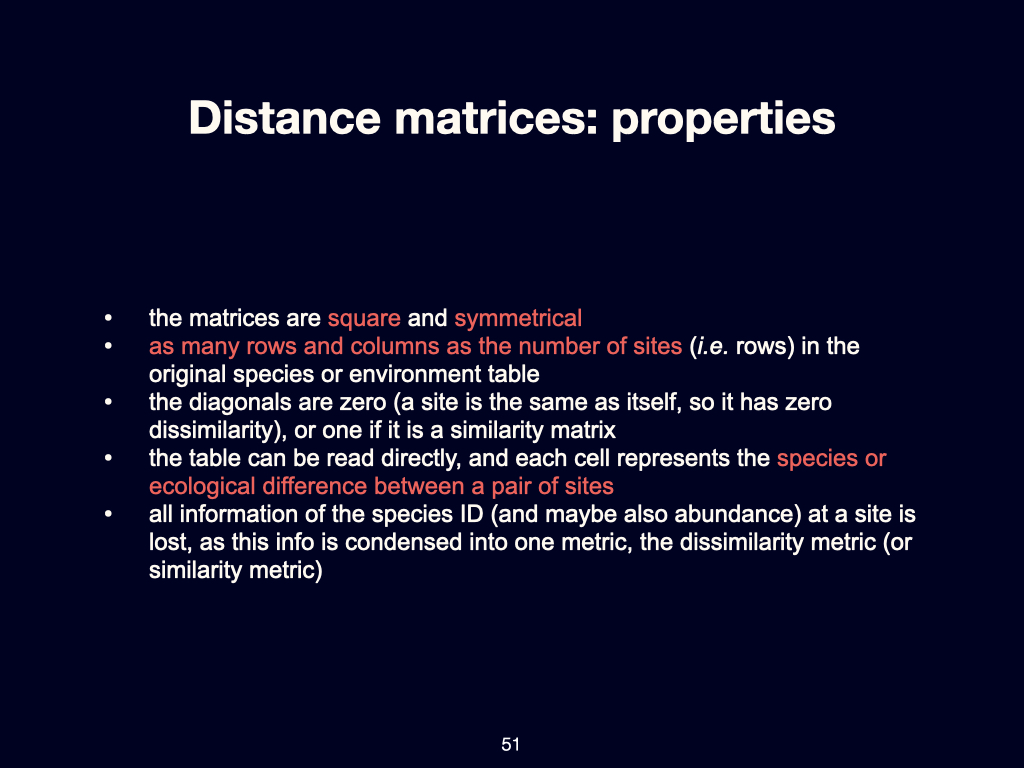 Distance matrices: properties
• the matrices are square and symmetrical
• as many rows and columns as the number of sites (i.e. rows) in the
original species or environment table
• the diagonals are zero (a site is the same as itself, so it has zero
dissimilarity), or one if it is a similarity matrix
• the table can be read directly, and each cell represents the species or
ecological difference between a pair of sites
• all information of the species ID (and maybe also abundance) at a site is
lost, as this info is condensed into one metric, the dissimilarity metric (or
similarity metric)
51